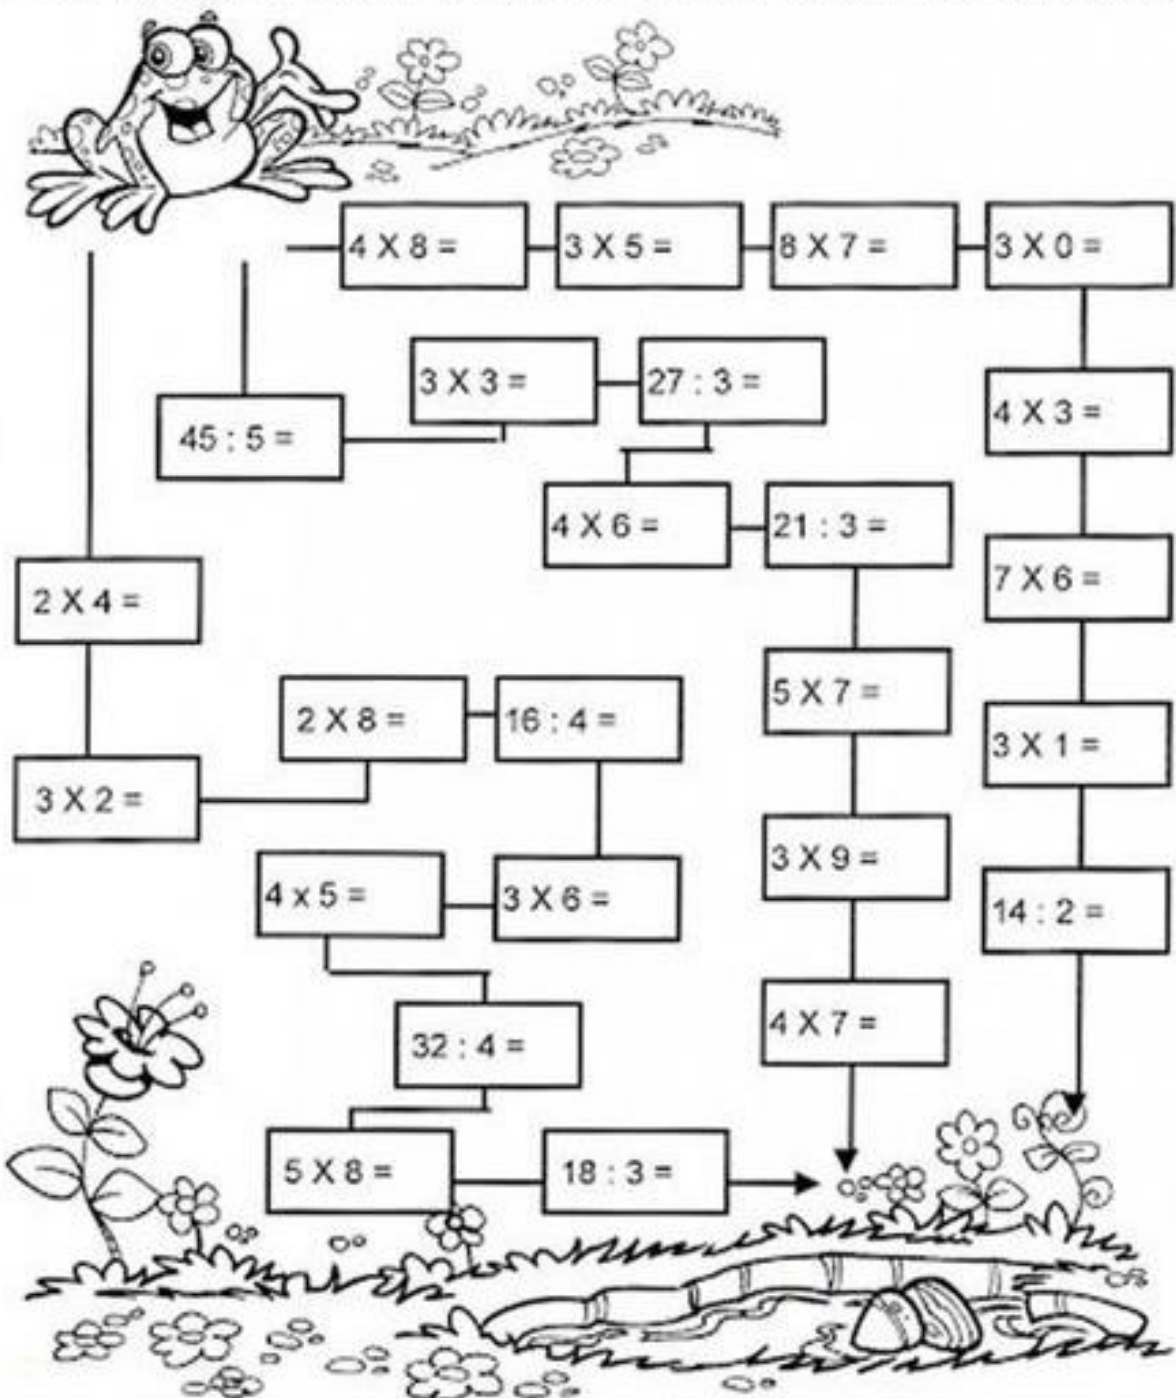 4 X 8 =
3 X 5 =
8 X 7 =
3 X 0 =
3 X 3 =
27 : 3 =
4 X 3 =
45 : 5 =
4 X 6 =
21 : 3 =
7 X 6 =
2 X 4 =
5 X 7 =
2 X 8 =
16 : 4 =
3 X 1 =
3 X 2 =
3 X 9 =
4 x 5 =
3 X 6 =
14 : 2 =
4 X 7 =
32 : 4 =
5 X 8 =
18 : 3 =